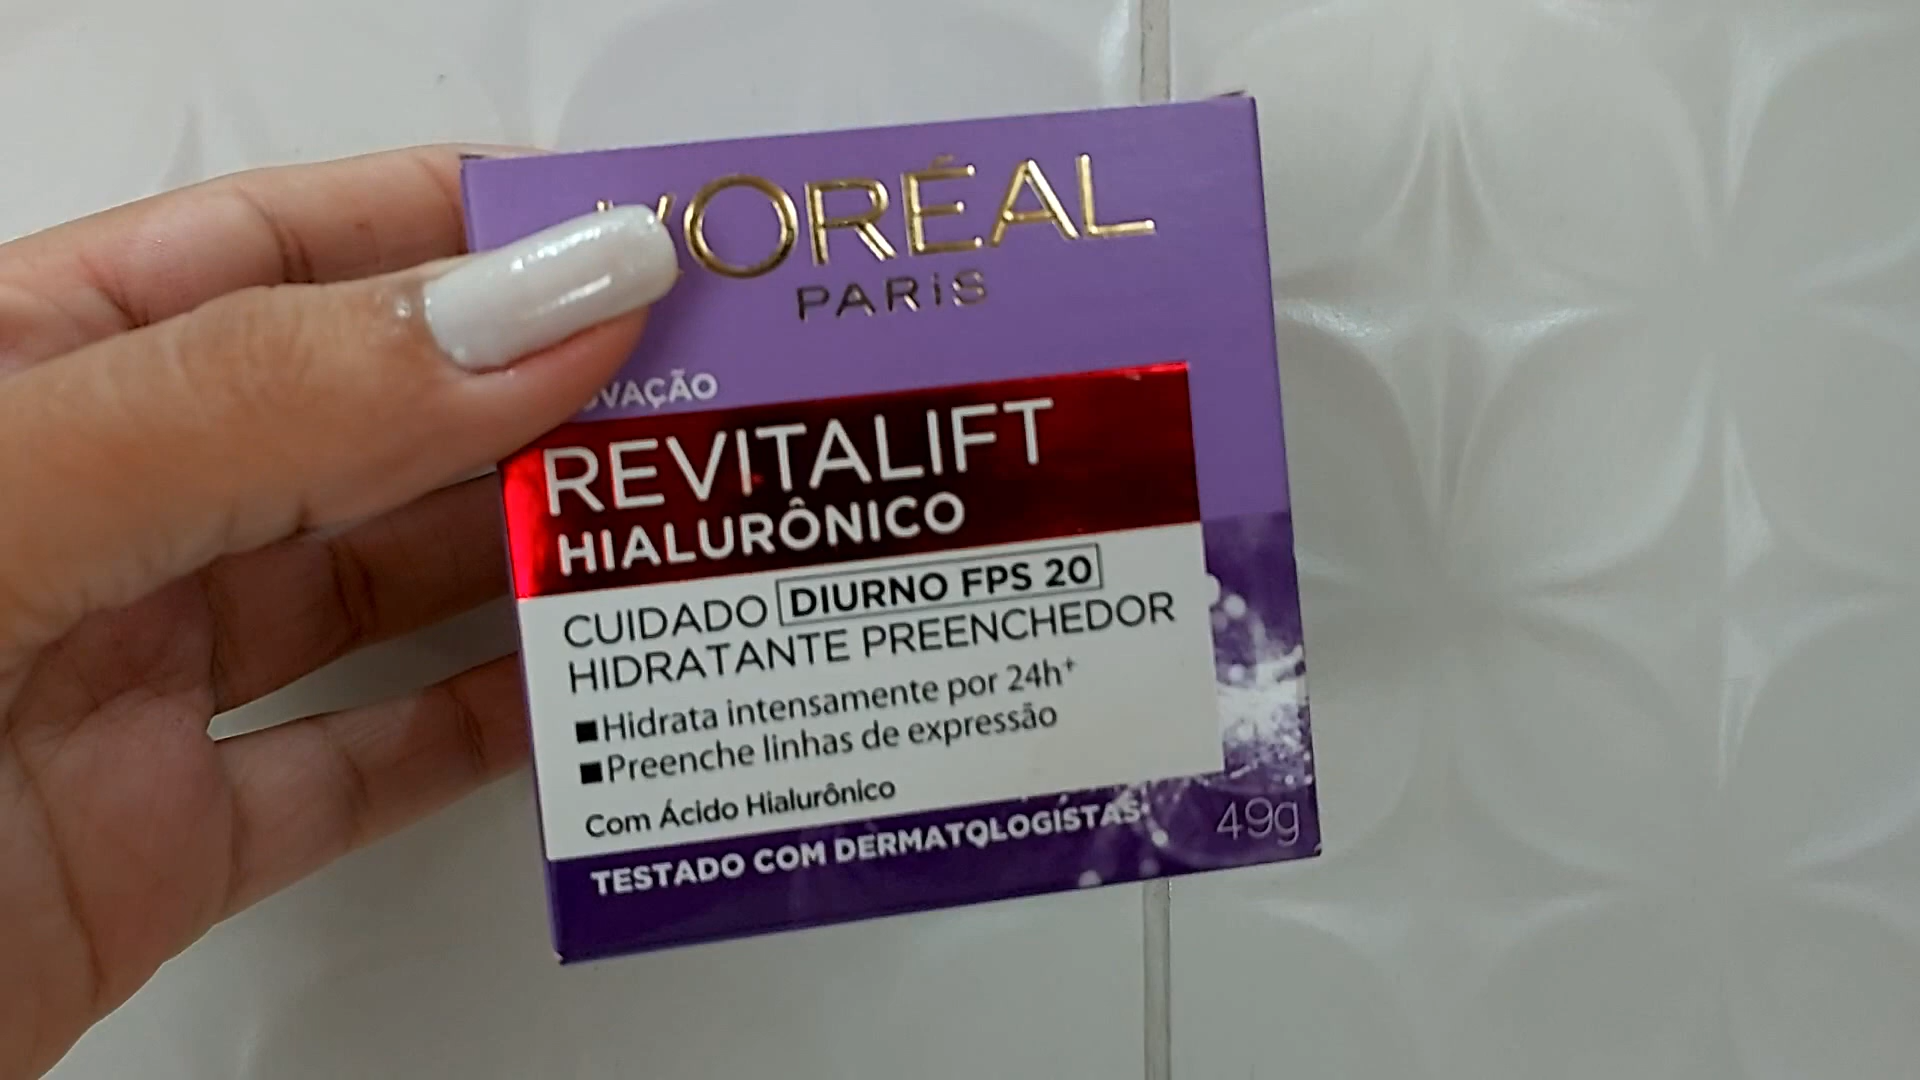 L'ORÉAL
PARiS
OVAÇÃO
REVITALIFT
HIALURÔNICO
CUIDADO DIURNO FPS 20
HIDRATANTE PREENCHEDOR
■Hidrata intensamente por 24h+
■Preenche linhas de expressão
Com Ácido Hialurônico
TESTADO COM DERMATOLOGISTAS.
49g